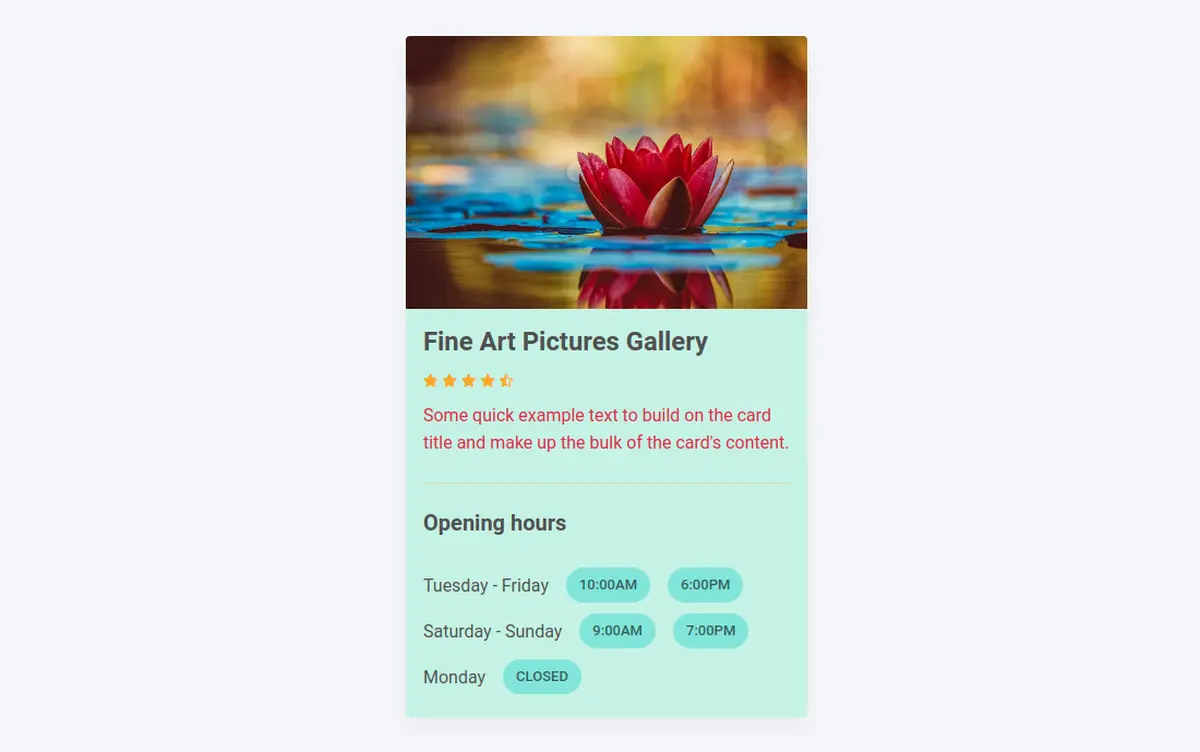 Fine Art Pictures Gallery
Some quick example text to build on the card
title and make up the bulk of the card's content.
Opening hours
Tuesday - Friday 10:00AM 6:00PM
Saturday - Sunday 9:00AM 7:00PM
Monday CLOSED